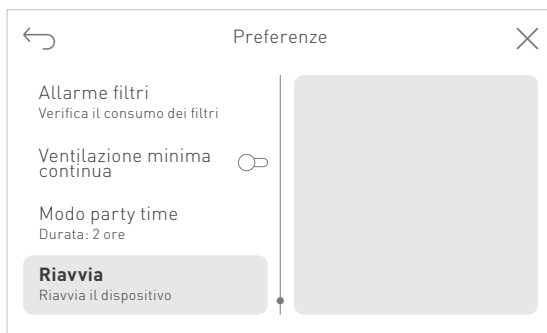 Preferenze
Allarme filtri
Verifica il consumo dei filtri
Ventilazione minima
continua
Modo party time
Durata: 2 ore
Riavvia
Riavvia il dispositivo